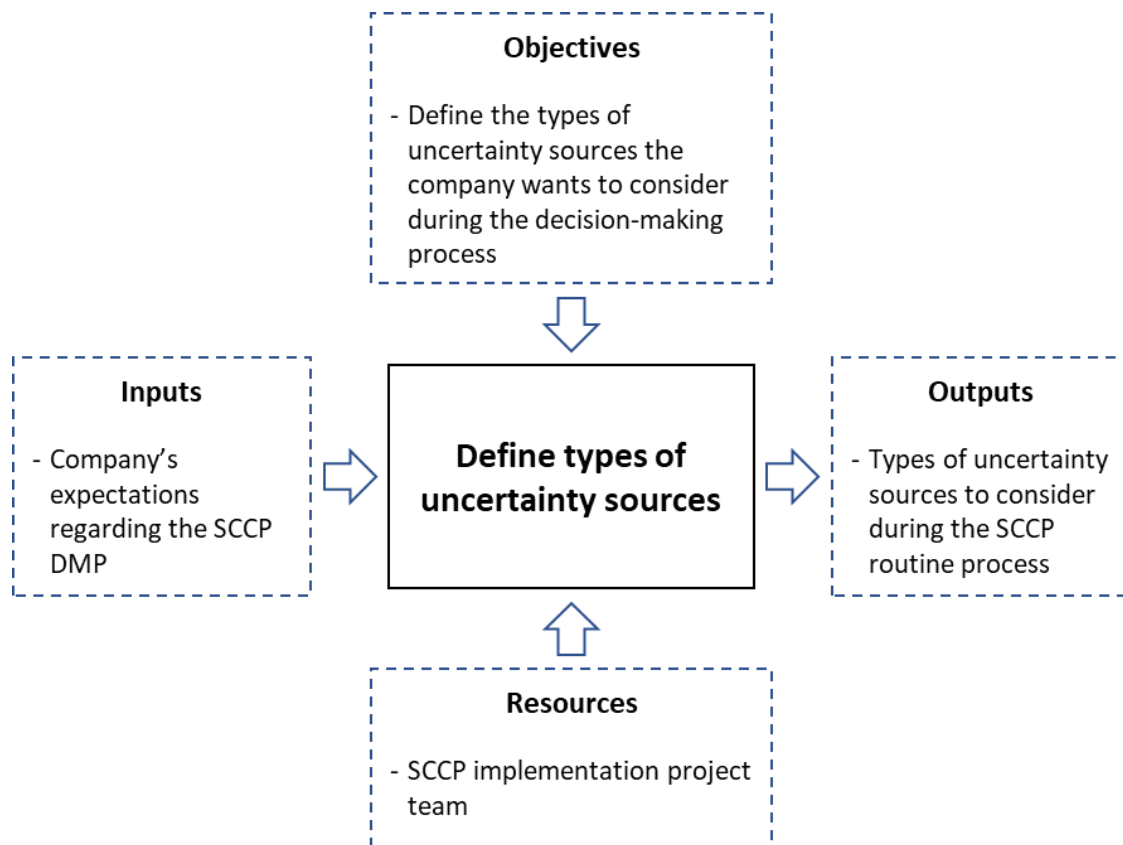 Objectives
- Define the types of
uncertainty sources the
company wants to consider
during the decision-making
process
Inputs
- Company’s
expectations
regarding the SCCP
DMP
Define types of
uncertainty sources
Outputs
- Types of uncertainty
sources to consider
during the SCCP
routine process
Resources
- SCCP implementation project
team